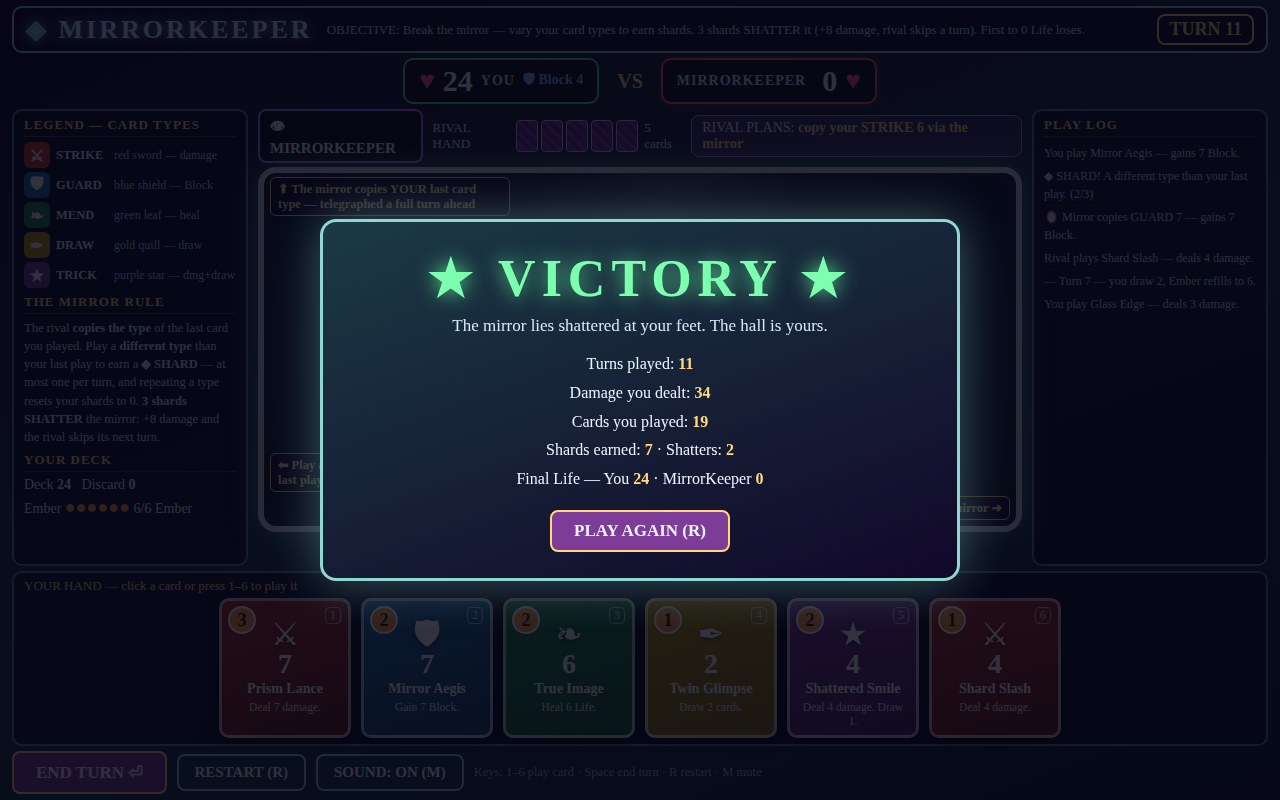 ◈ MIRRORKEEPER
OBJECTIVE: Break the mirror — vary your card types to earn shards. 3 shards SHATTER it (+8 damage, rival skips a turn). First to 0 Life loses.
TURN 11
♥ 24 YOU 🛡 Block 4
VS
MIRRORKEEPER 0 ♥
LEGEND — CARD TYPES
⚔ STRIKE red sword — damage
🛡 GUARD blue shield — Block
❧ MEND green leaf — heal
✒ DRAW gold quill — draw
★ TRICK purple star — dmg+draw
THE MIRROR RULE
The rival copies the type of the last card
you played. Play a different type than
your last play to earn a ◆ SHARD — at
most one per turn, and repeating a type
resets your shards to 0. 3 shards
SHATTER the mirror: +8 damage and
the rival skips its next turn.
YOUR DECK
Deck 24 Discard 0
Ember 6/6 Ember
👁
MIRRORKEEPER
RIVAL
HAND
5
cards
RIVAL PLANS: copy your STRIKE 6 via the
mirror
⬆ The mirror copies YOUR last card
type — telegraphed a full turn ahead
⬅ Play
last play
mirror ➜
★ VICTORY ★
The mirror lies shattered at your feet. The hall is yours.
Turns played: 11
Damage you dealt: 34
Cards you played: 19
Shards earned: 7 · Shatters: 2
Final Life — You 24 · MirrorKeeper 0
PLAY AGAIN (R)
PLAY LOG
You play Mirror Aegis — gains 7 Block.
◆ SHARD! A different type than your last
play. (2/3)
🪞 Mirror copies GUARD 7 — gains 7
Block.
Rival plays Shard Slash — deals 4 damage.
— Turn 7 — you draw 2, Ember refills to 6.
You play Glass Edge — deals 3 damage.
YOUR HAND — click a card or press 1–6 to play it
3 1
⚔
7
Prism Lance
Deal 7 damage.
2 2
🛡
7
Mirror Aegis
Gain 7 Block.
2 3
❧
6
True Image
Heal 6 Life.
1 4
✒
2
Twin Glimpse
Draw 2 cards.
2 5
★
4
Shattered Smile
Deal 4 damage. Draw
1.
1 6
⚔
4
Shard Slash
Deal 4 damage.
END TURN ⏎
RESTART (R)
SOUND: ON (M)
Keys: 1–6 play card · Space end turn · R restart · M mute